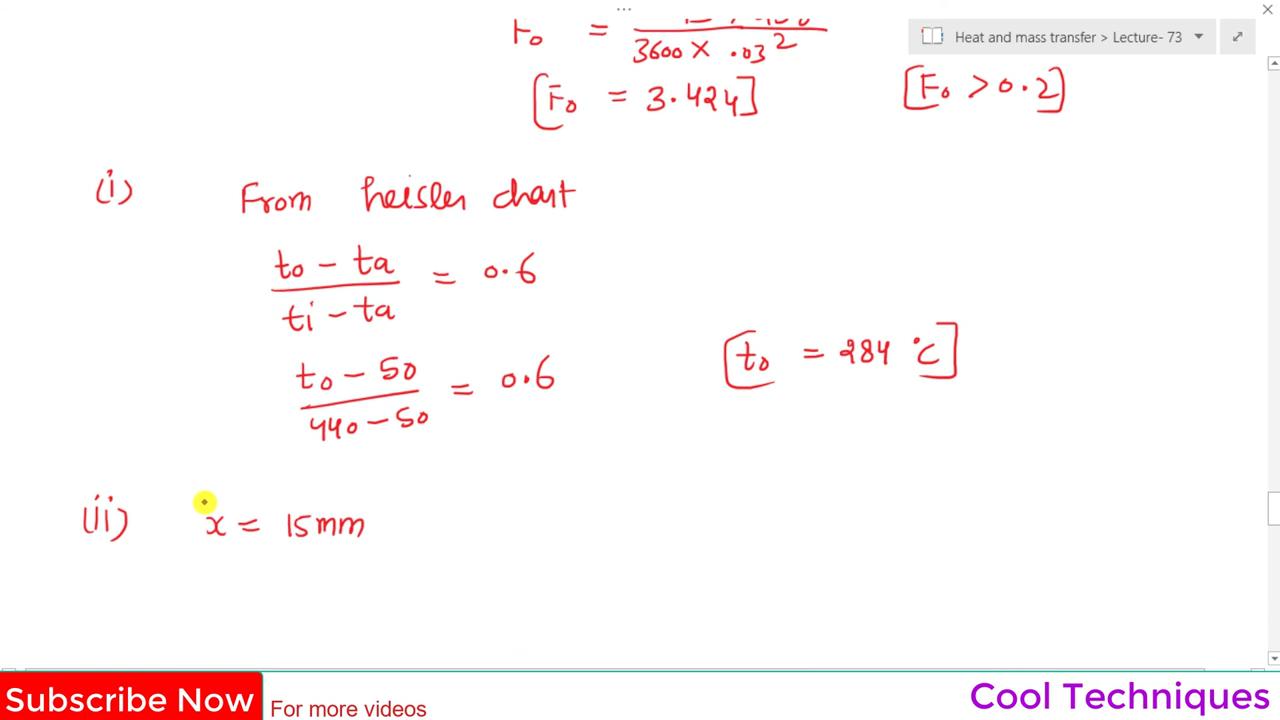 Heat and mass transfer > Lecture- 73
F₀ =
3600 × .03²
[F₀ = 3.424] [F₀ > 0.2]
(i) From heisler chart
to - ta
ti - ta
= 0.6
to - 50
440 - 50
= 0.6
[t₀ = 284 °C]
(ii) x = 15mm
Subscribe Now For more videos
Cool Techniques